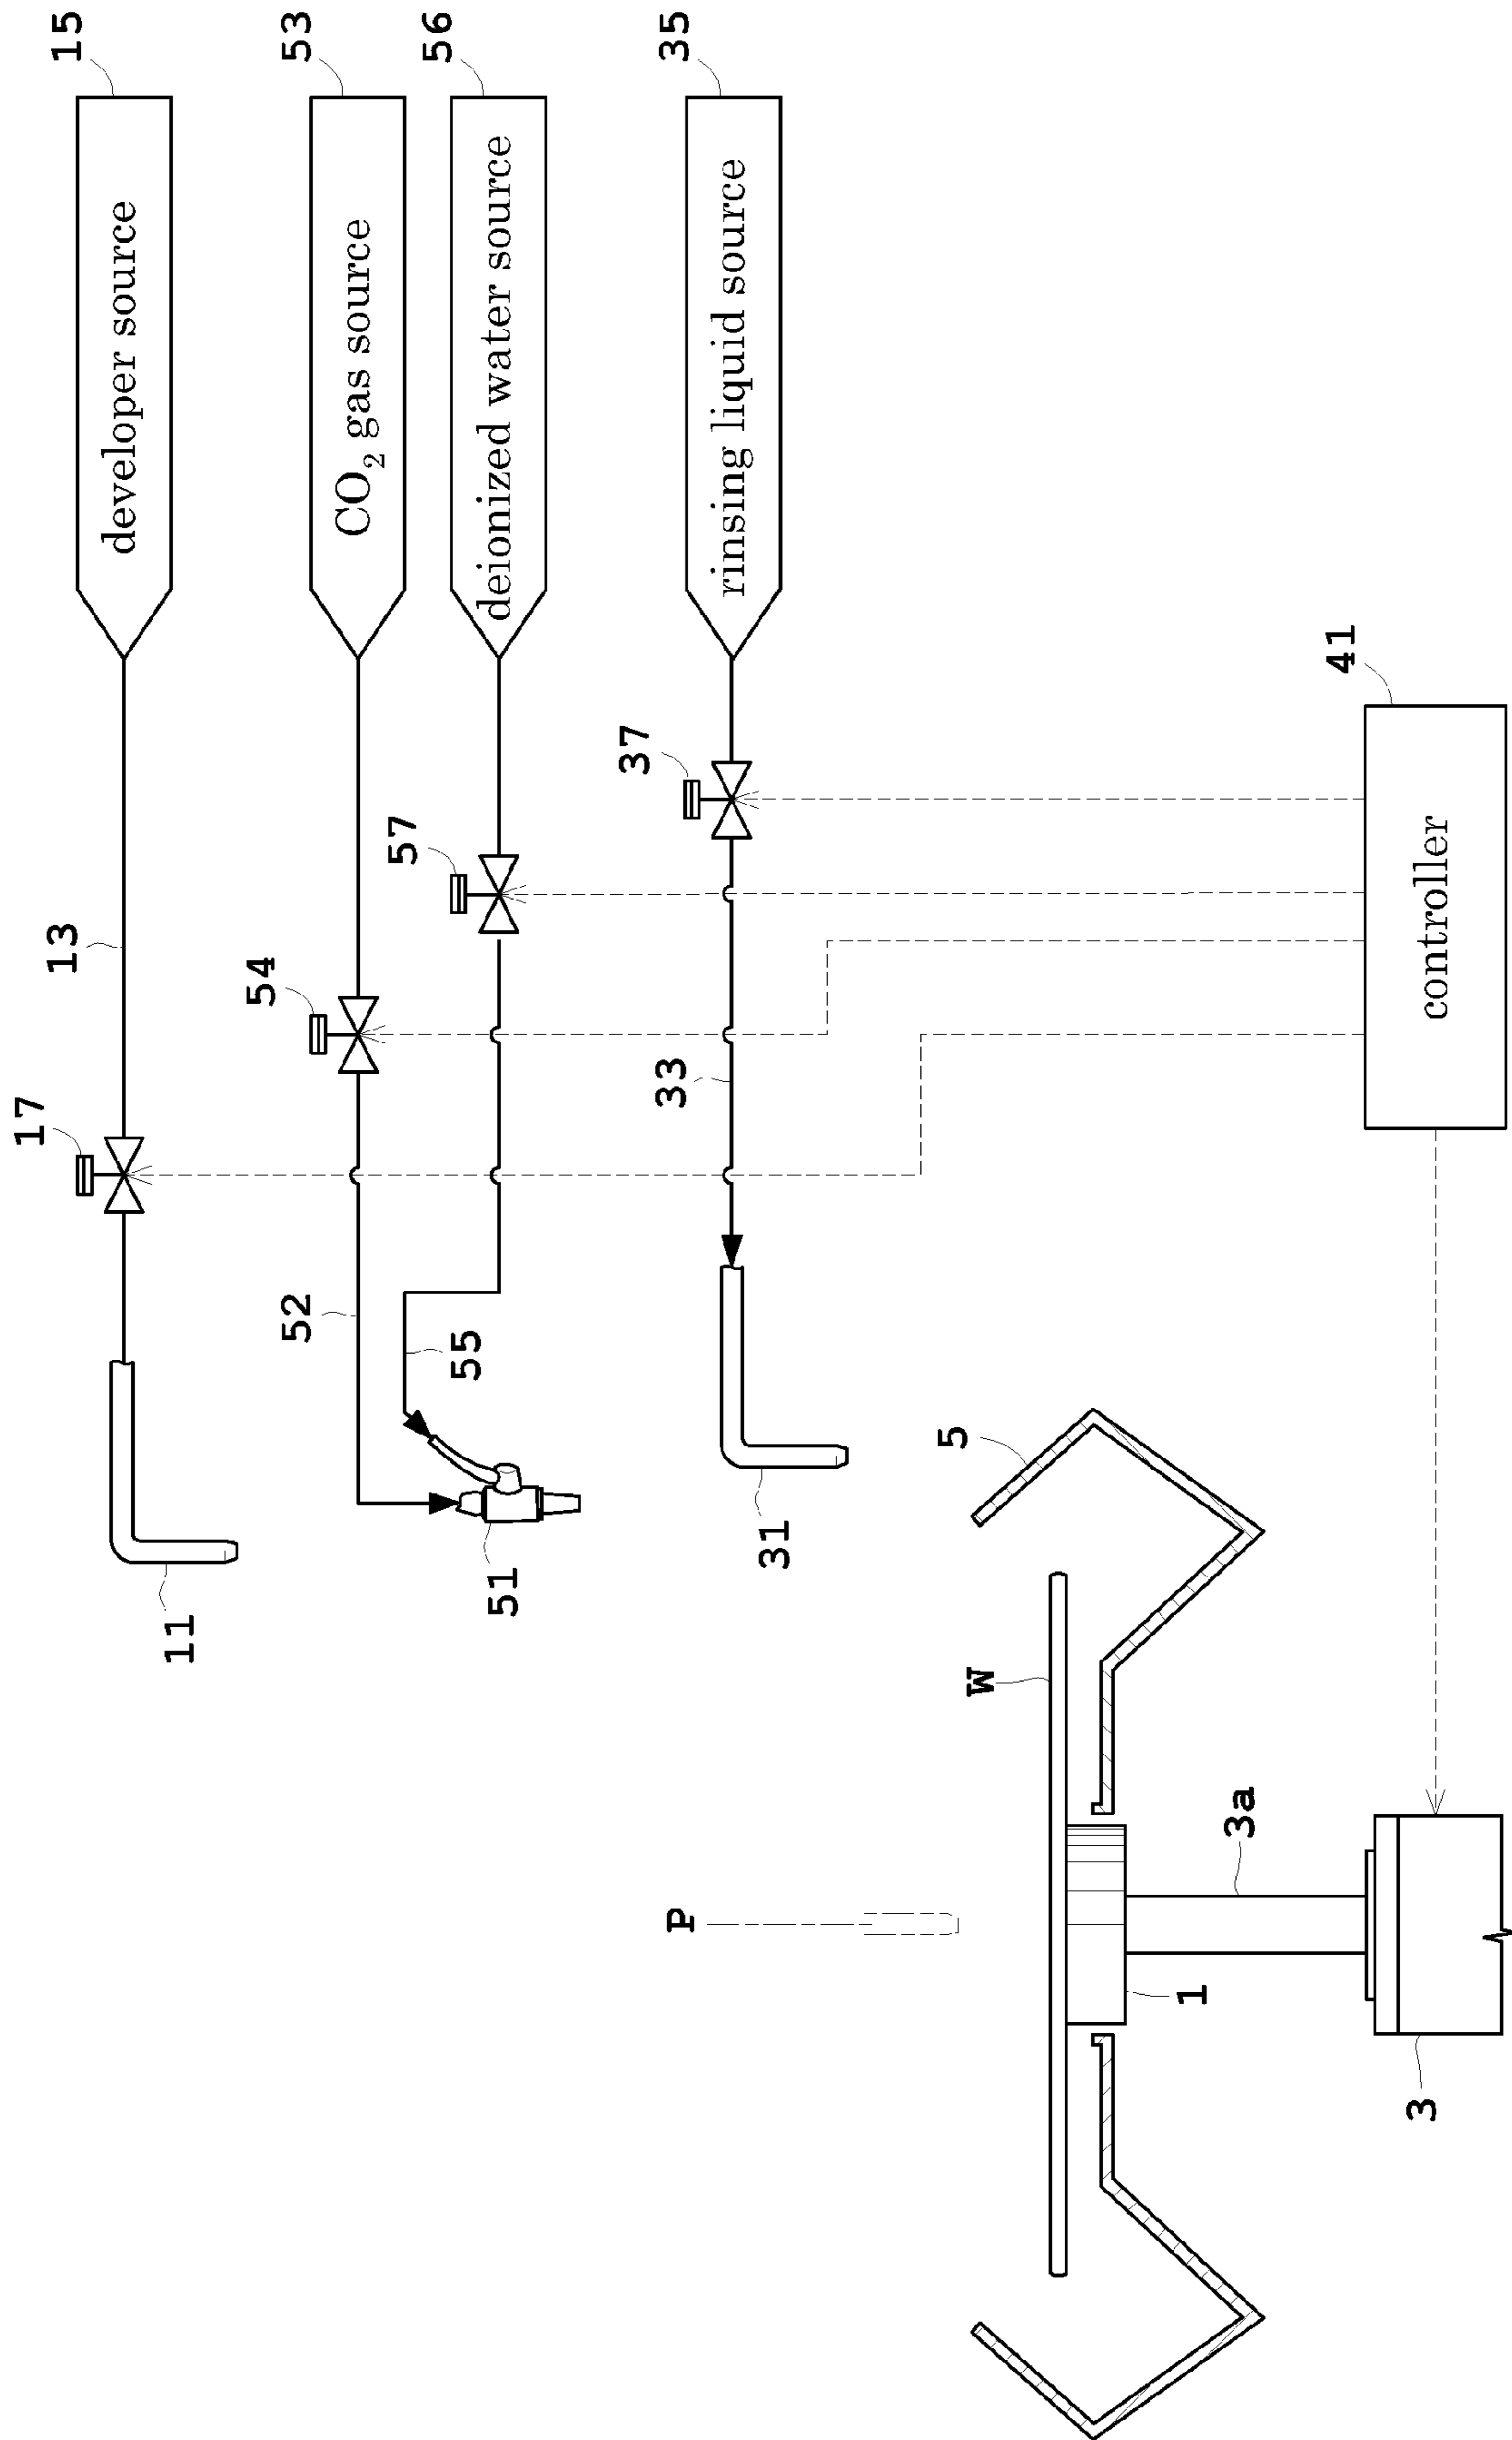 15
developer source
13
17
11
53
CO2 gas source
54
52
56
deionized water source
57
55
51
35
rinsing liquid source
37
33
31
41
controller
5
W
P
3a
1
3